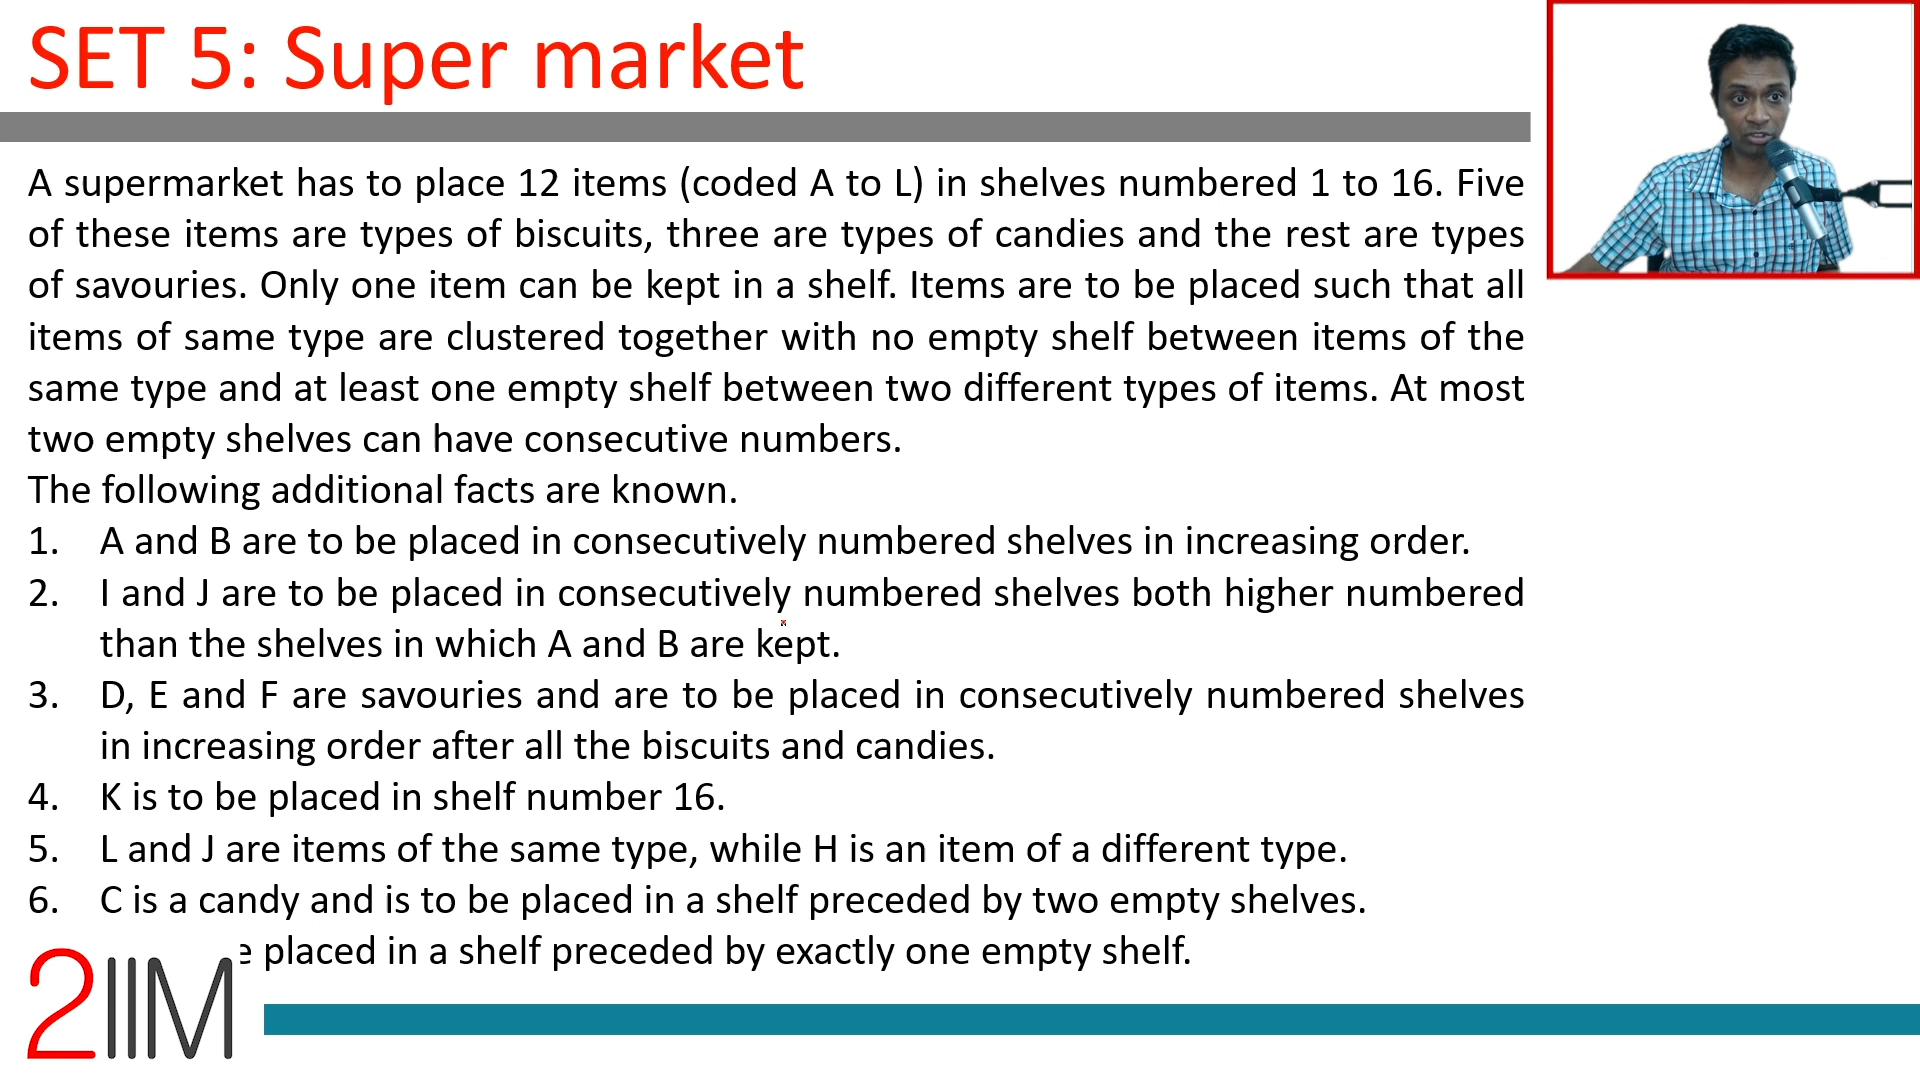 SET 5: Super market
A supermarket has to place 12 items (coded A to L) in shelves numbered 1 to 16. Five
of these items are types of biscuits, three are types of candies and the rest are types
of savouries. Only one item can be kept in a shelf. Items are to be placed such that all
items of same type are clustered together with no empty shelf between items of the
same type and at least one empty shelf between two different types of items. At most
two empty shelves can have consecutive numbers.
The following additional facts are known.
1. A and B are to be placed in consecutively numbered shelves in increasing order.
2. I and J are to be placed in consecutively numbered shelves both higher numbered
than the shelves in which A and B are kept.
3. D, E and F are savouries and are to be placed in consecutively numbered shelves
in increasing order after all the biscuits and candies.
4. K is to be placed in shelf number 16.
5. L and J are items of the same type, while H is an item of a different type.
6. C is a candy and is to be placed in a shelf preceded by two empty shelves.
placed in a shelf preceded by exactly one empty shelf.
2IIM